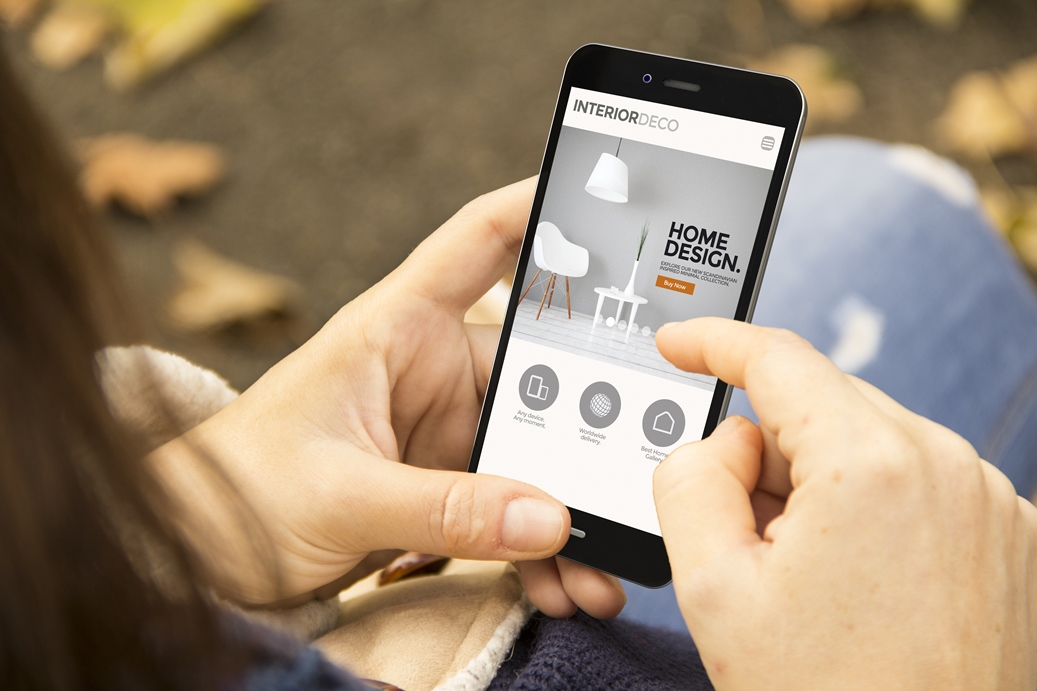 INTERIORDECO
HOME
DESIGN.
EXPLORE OUR NEW SCANDINAVIAN
INSPIRED MINIMAL COLLECTION.
Buy Now
Any device.
Any moment.
Worldwide
delivery.
Best Home
Gallery